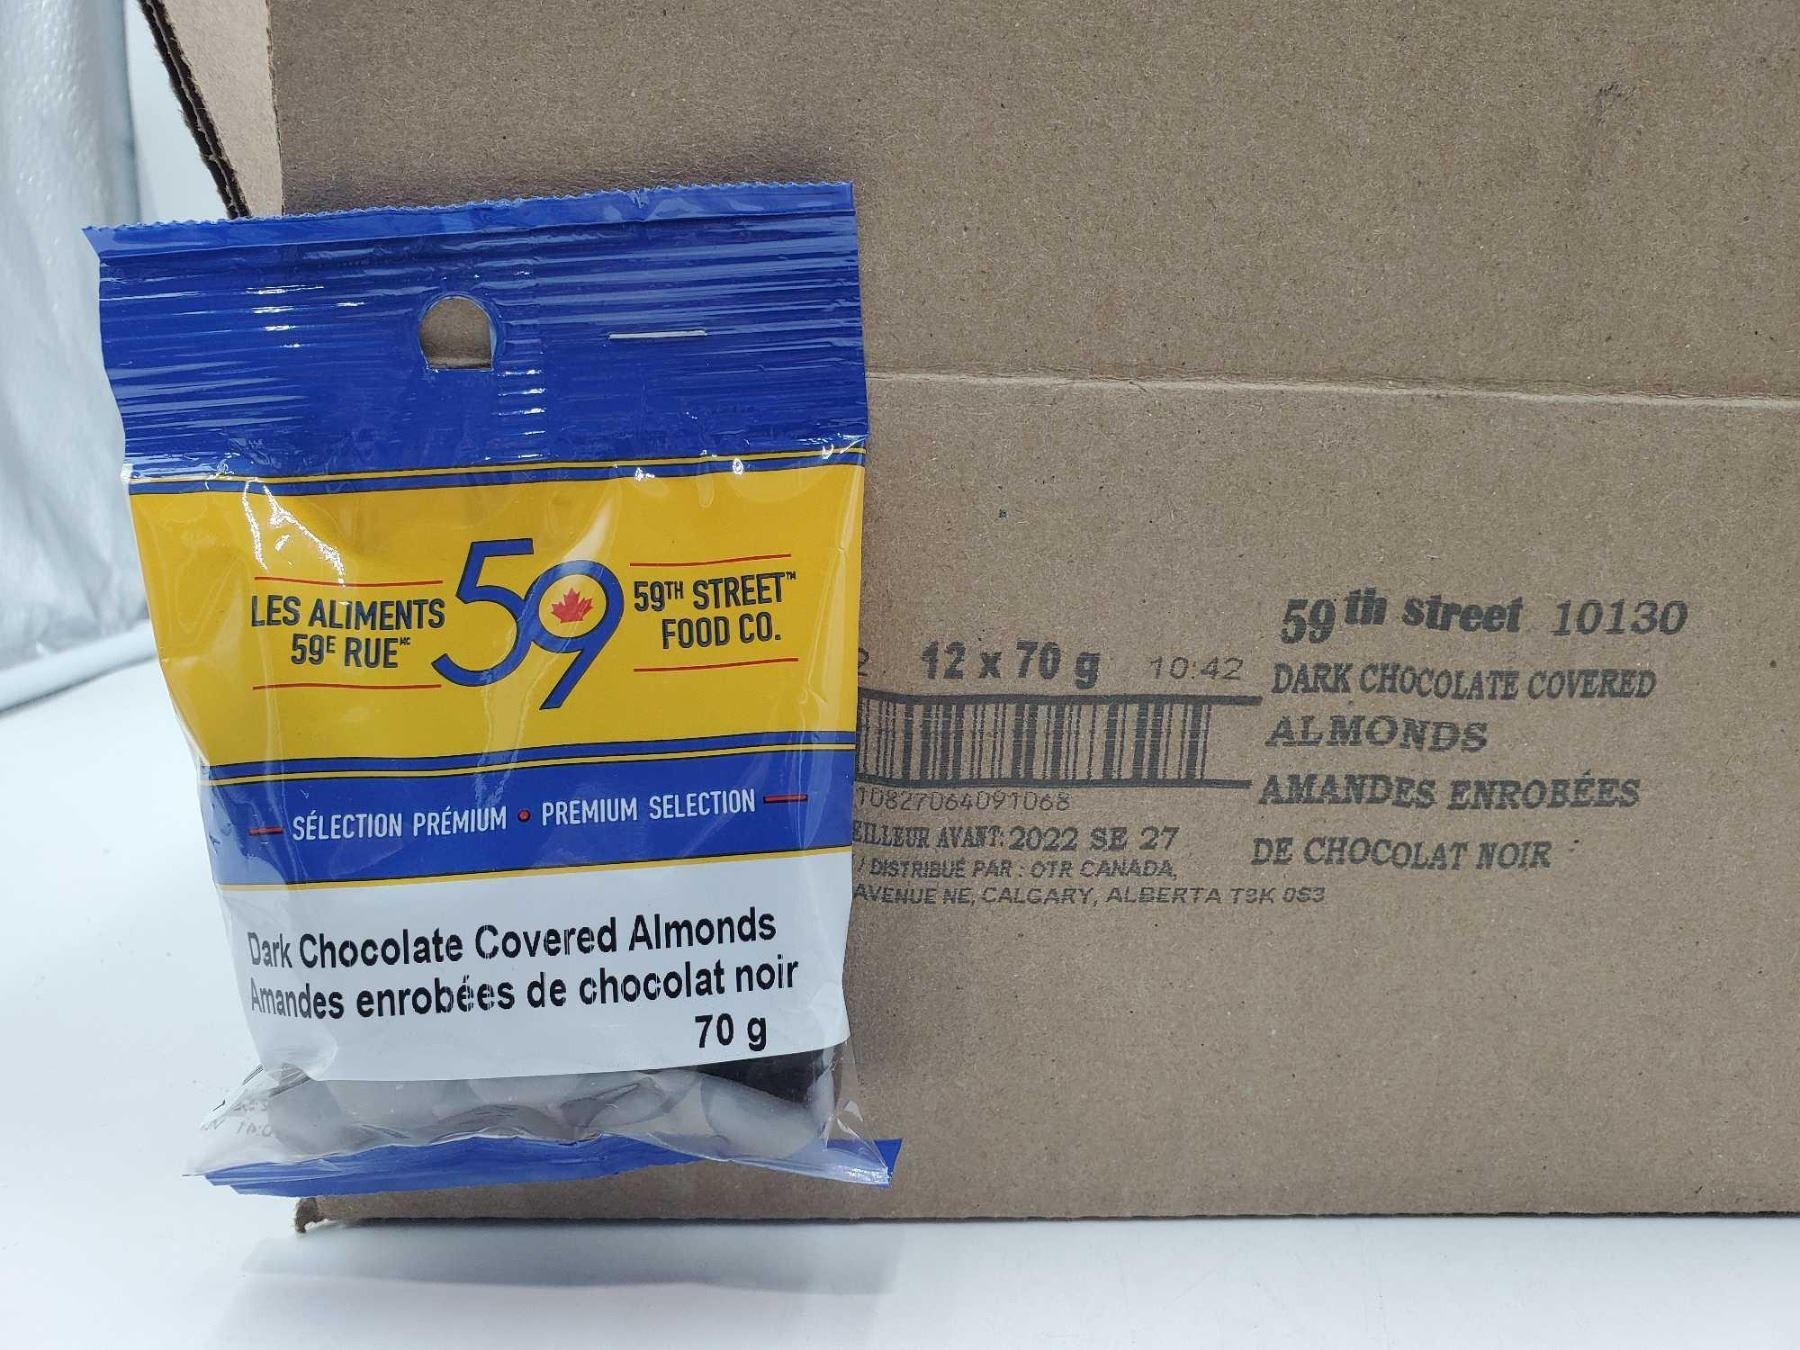 LES ALIMENTS
59E RUE MC
59
59TH STREET™
FOOD CO.
SÉLECTION PRÉMIUM • PREMIUM SELECTION
Dark Chocolate Covered Almonds
Amandes enrobées de chocolat noir
70 g
12 x 70 g 10:42
10827064091068
AVANT: 2022 SE 27
/ DISTRIBUÉ PAR : OTR CANADA,
AVENUE NE, CALGARY, ALBERTA T3K 0S3
59th street 10130
DARK CHOCOLATE COVERED
ALMONDS
AMANDES ENROBÉES
DE CHOCOLAT NOIR